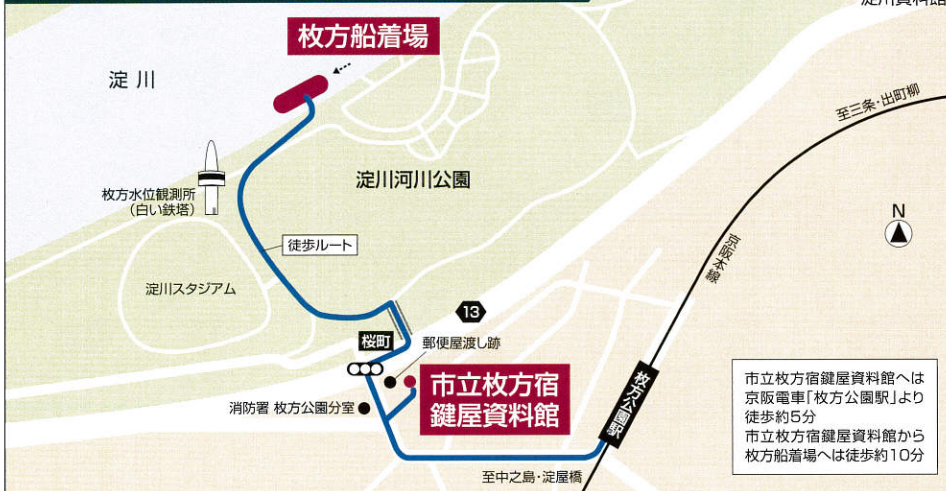 淀川資料館
枚方船着場
淀川
至三条・出町柳
淀川河川公園
枚方水位観測所
(白い鉄塔)
N
徒歩ルート
京阪本線
淀川スタジアム
13
桜町
郵便屋渡し跡
市立枚方宿
鍵屋資料館
消防署 枚方公園分室
枚方公園駅
至中之島・淀屋橋
市立枚方宿鍵屋資料館へは
京阪電車「枚方公園駅」より
徒歩約5分
市立枚方宿鍵屋資料館から
枚方船着場へは徒歩約10分